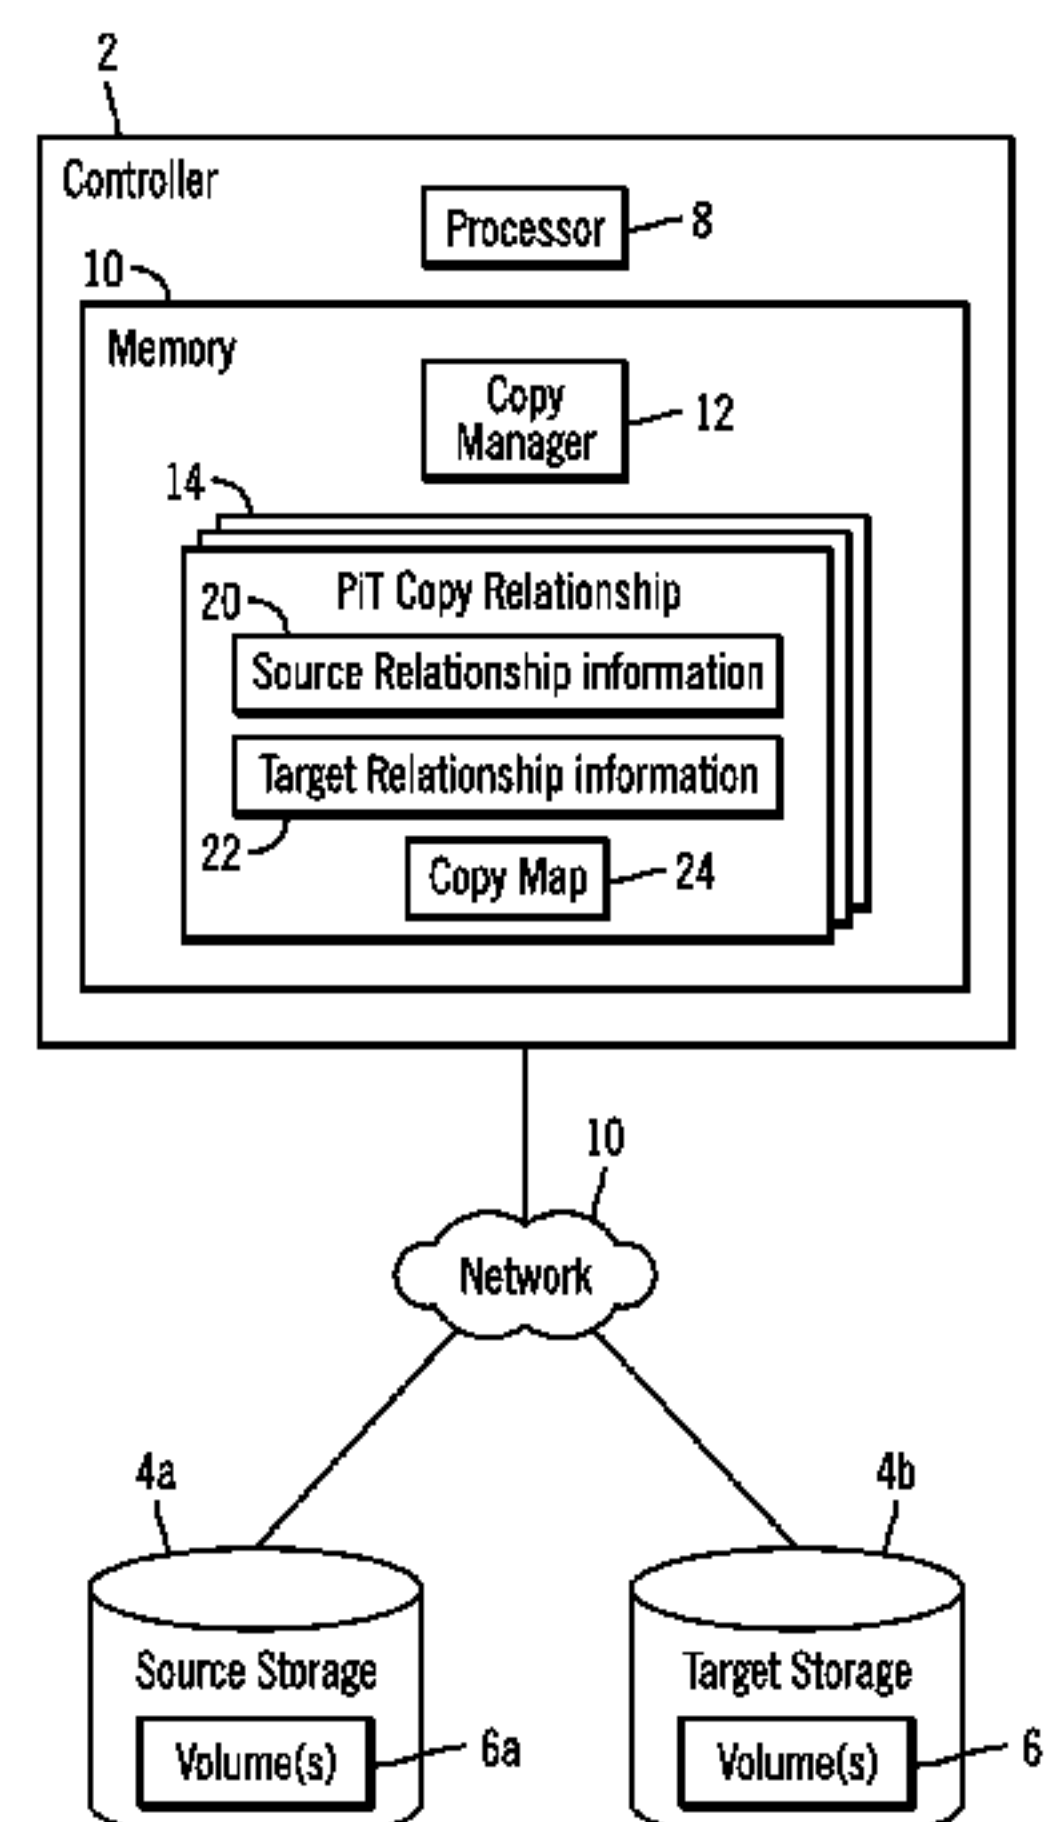 2
Controller
Processor
8
10
Memory
Copy
Manager
12
14
PiT Copy Relationship
20
Source Relationship information
Target Relationship information
22
Copy Map
24
10
Network
4a
4b
Source Storage
Target Storage
Volume(s)
6a
Volume(s)
6